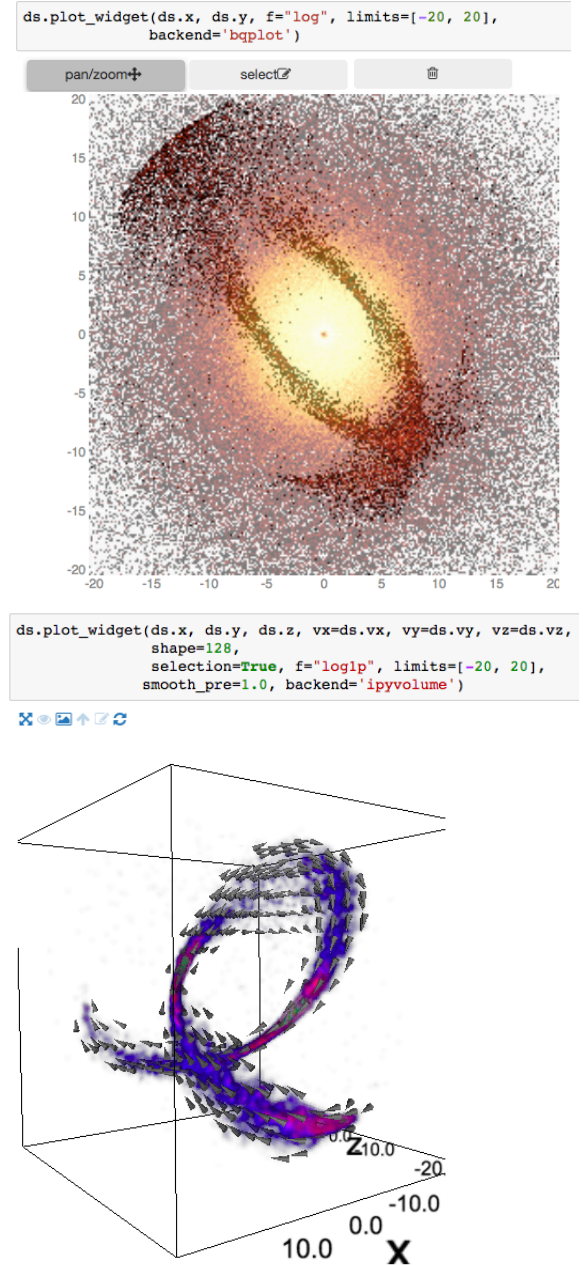 ds.plot_widget(ds.x, ds.y, f="log", limits=[-20, 20],
backend='bqplot')
pan/zoom
select
20
15
10
5
0
-5
-10
-15
-20
-20 -15 -10 -5 0 5 10 15 20
ds.plot_widget(ds.x, ds.y, ds.z, vx=ds.vx, vy=ds.vy, vz=ds.vz,
shape=128,
selection=True, f="log1p", limits=[-20, 20],
smooth_pre=1.0, backend='ipyvolume')
0.0
Z
10.0
-20.
-10.0
0.0
10.0
X